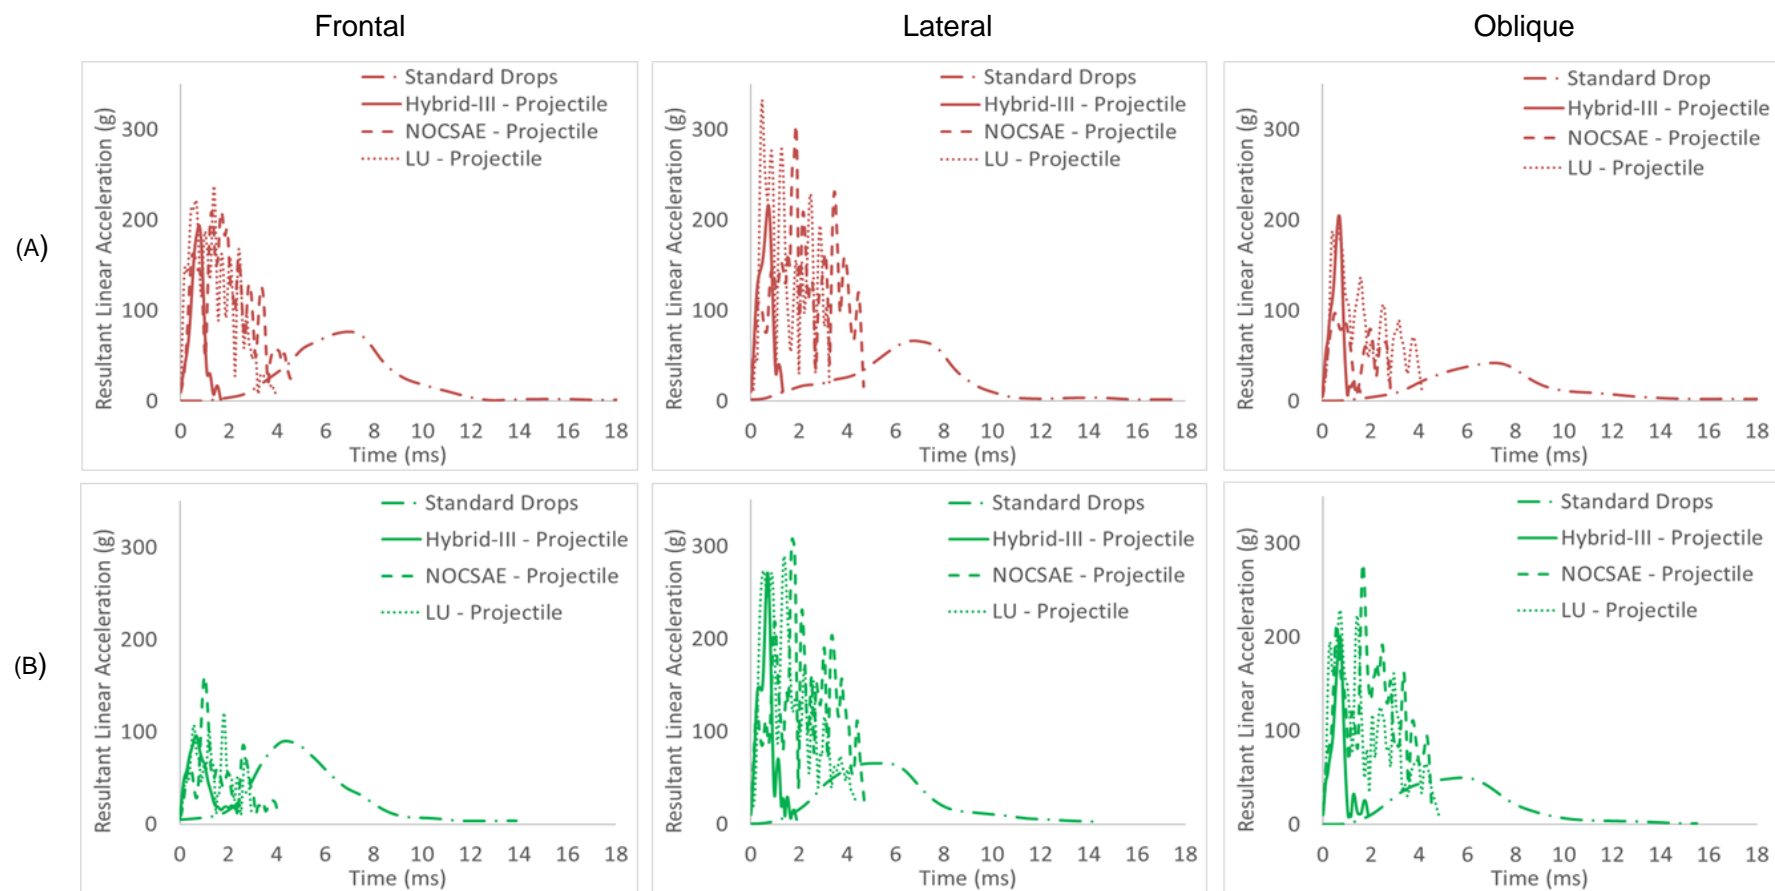 Frontal
Lateral
Oblique
(A)
Resultant Linear Acceleration (g)
300
200
100
0
0 2 4 6 8 10 12 14 16 18
Time (ms)
Standard Drops
Hybrid-III - Projectile
NOCSAE - Projectile
LU - Projectile
Resultant Linear Acceleration (g)
300
200
100
0
0 2 4 6 8 10 12 14 16 18
Time (ms)
Standard Drops
Hybrid-III - Projectile
NOCSAE - Projectile
LU - Projectile
Resultant Linear Acceleration (g)
300
200
100
0
0 2 4 6 8 10 12 14 16 18
Time (ms)
Standard Drop
Hybrid-III - Projectile
NOCSAE - Projectile
LU - Projectile
(B)
Resultant Linear Acceleration (g)
300
200
100
0
0 2 4 6 8 10 12 14 16 18
Time (ms)
Standard Drops
Hybrid-III - Projectile
NOCSAE - Projectile
LU - Projectile
Resultant Linear Acceleration (g)
300
200
100
0
0 2 4 6 8 10 12 14 16 18
Time (ms)
Standard Drops
Hybrid-III - Projectile
NOCSAE - Projectile
LU - Projectile
Resultant Linear Acceleration (g)
300
200
100
0
0 2 4 6 8 10 12 14 16 18
Time (ms)
Standard Drops
Hybrid-III - Projectile
NOCSAE - Projectile
LU - Projectile